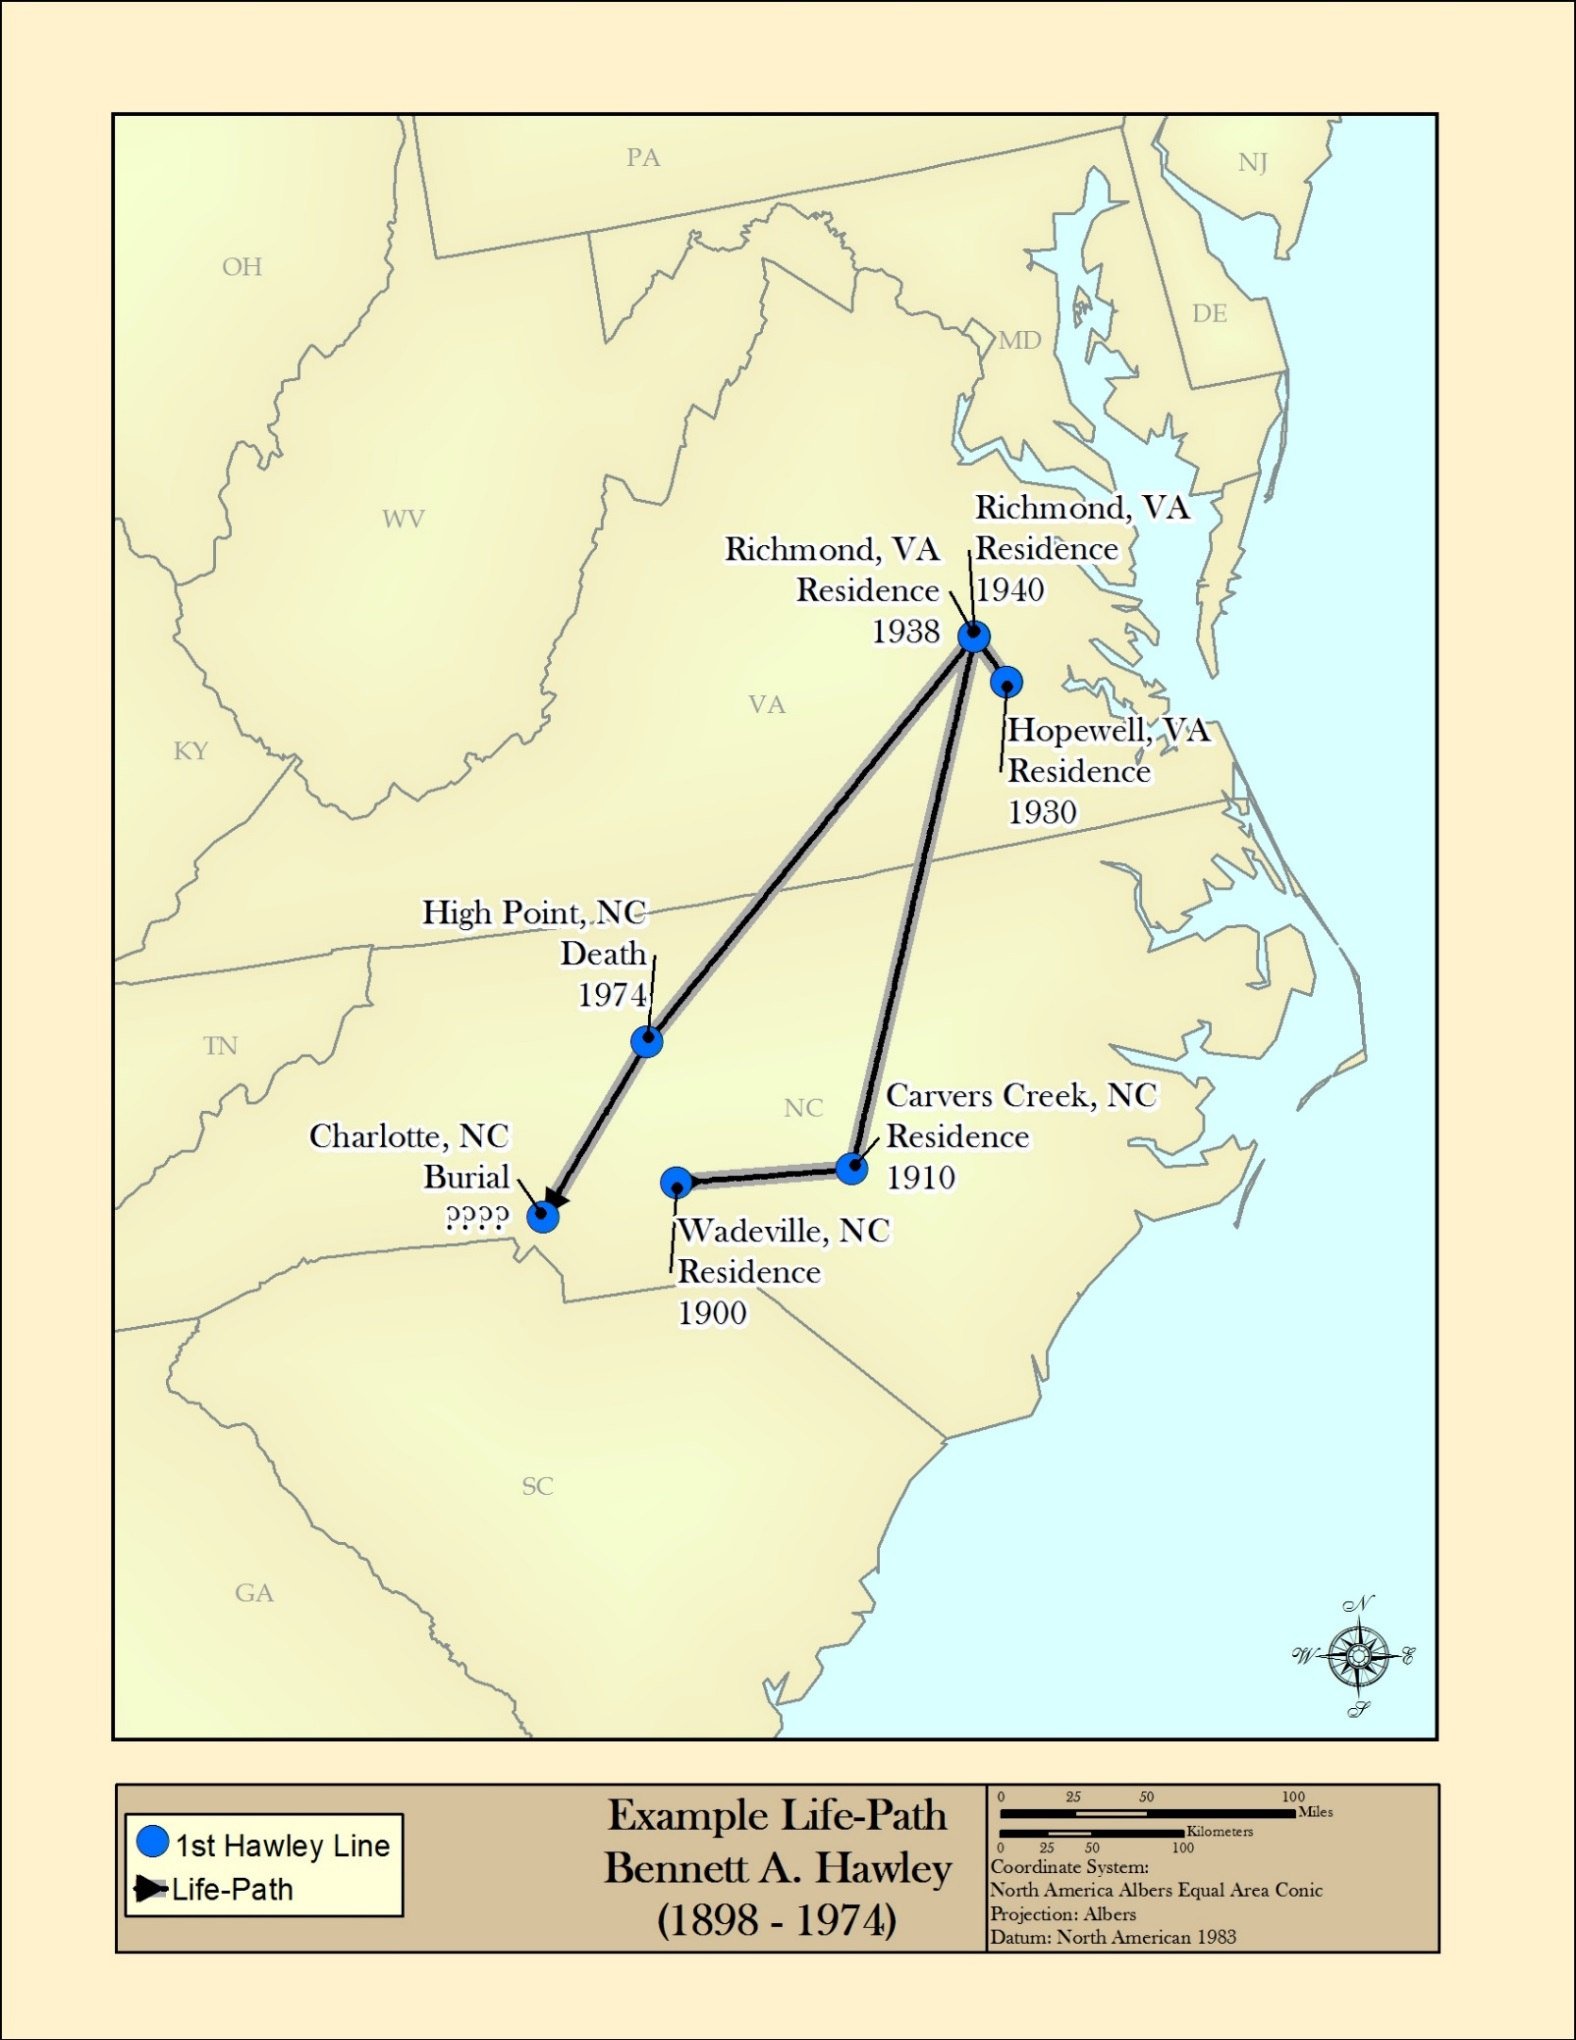 PA
NJ
OH
DE
MD
WV
Richmond, VA
Residence
1940
Richmond, VA
Residence
1938
VA
KY
Hopewell, VA
Residence
1930
High Point, NC
Death
1974
TN
NC
Carvers Creek, NC
Residence
1910
Charlotte, NC
Burial
????
Wadeville, NC
Residence
1900
SC
GA
N
W E
S
1st Hawley Line
Life-Path
Example Life-Path
Bennett A. Hawley
(1898 - 1974)
0 25 50 100
Miles
Kilometers
0 25 50 100
Coordinate System:
North America Albers Equal Area Conic
Projection: Albers
Datum: North American 1983